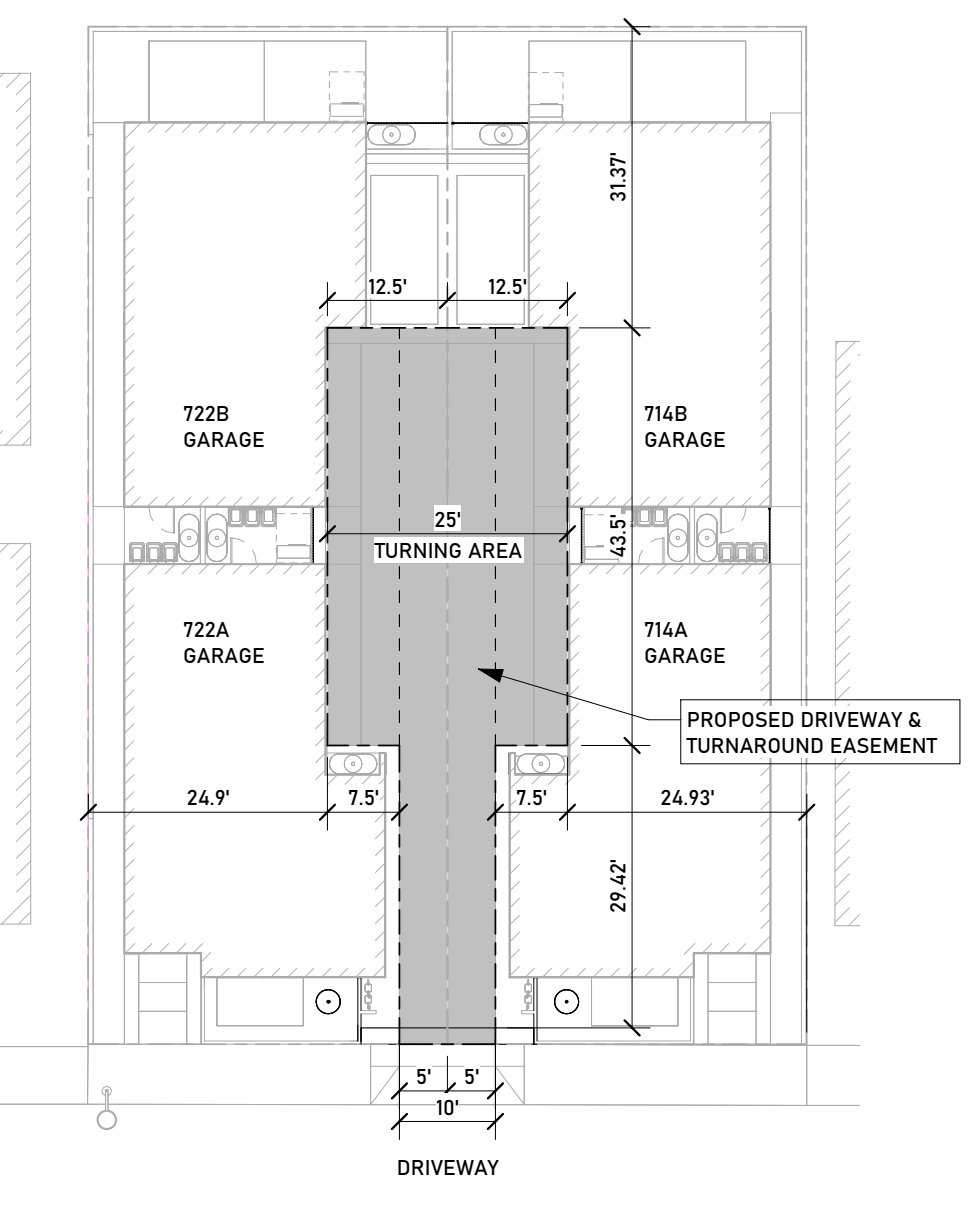 31.37'
12.5'
12.5'
722B
GARAGE
714B
GARAGE
25'
TURNING AREA
43.5'
722A
GARAGE
714A
GARAGE
PROPOSED DRIVEWAY &
TURNAROUND EASEMENT
24.9'
7.5'
7.5'
24.93'
29.42'
5'
5'
10'
DRIVEWAY